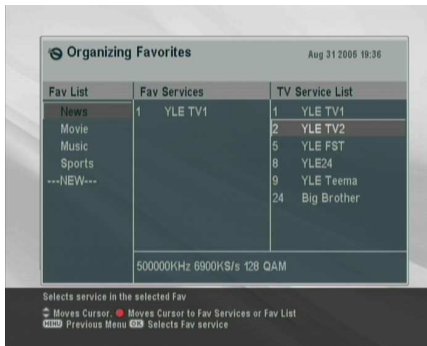 Organizing Favorites Aug 31 2005 19:36
Fav List Fav Services TV Service List
News 1 YLE TV1 1 YLE TV1
Movie 2 YLE TV2
Music 5 YLE FST
Sports 8 YLE24
---NEW--- 9 YLE Teema
24 Big Brother
500000KHz 6900KS/s 128 QAM
Selects service in the selected Fav
Moves Cursor. Moves Cursor to Fav Services or Fav List
MENU Previous Menu OK Selects Fav service